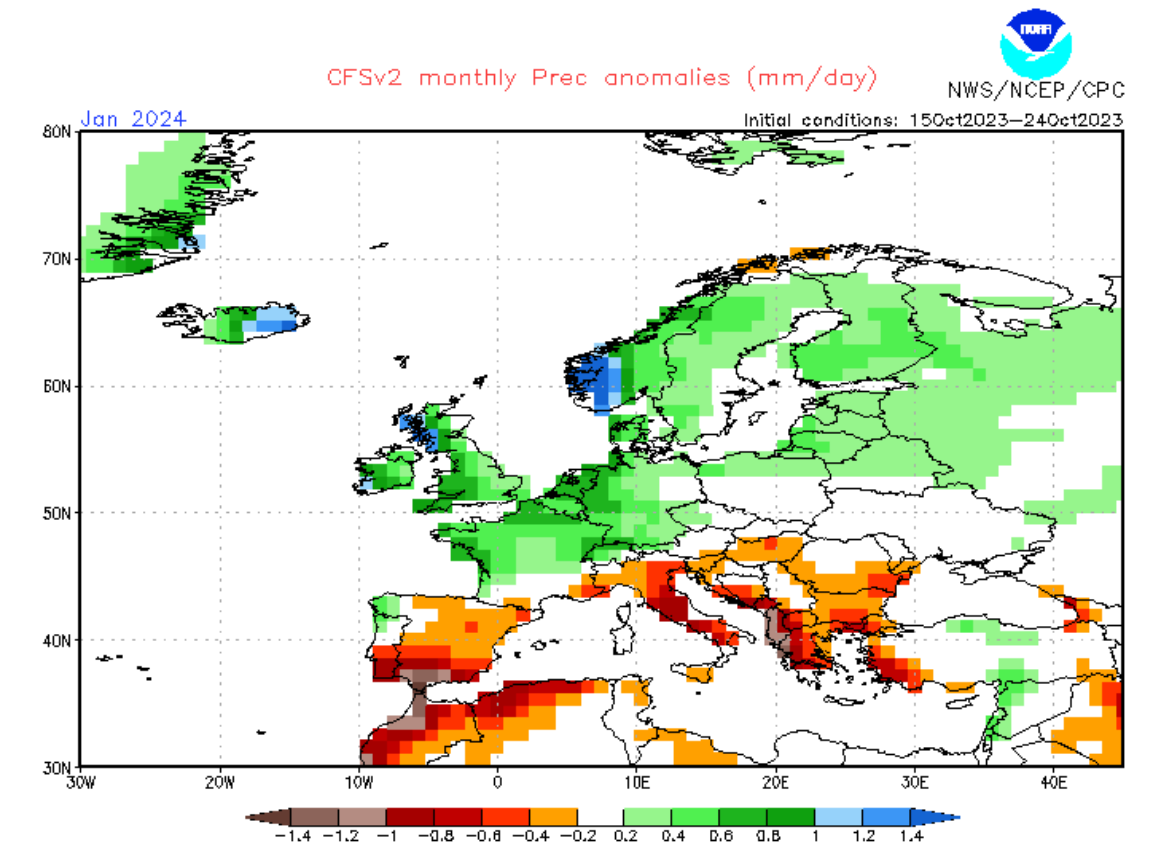 NOAA
CFSv2 monthly Prec anomalies (mm/day)
NWS/NCEP/CPC
Jan 2024
Initial conditions: 15Oct2023–24Oct2023
80N
70N
60N
50N
40N
30N
30W 20W 10W 0 10E 20E 30E 40E
-1.4 -1.2 -1 -0.8 -0.6 -0.4 -0.2 0.2 0.4 0.6 0.8 1 1.2 1.4